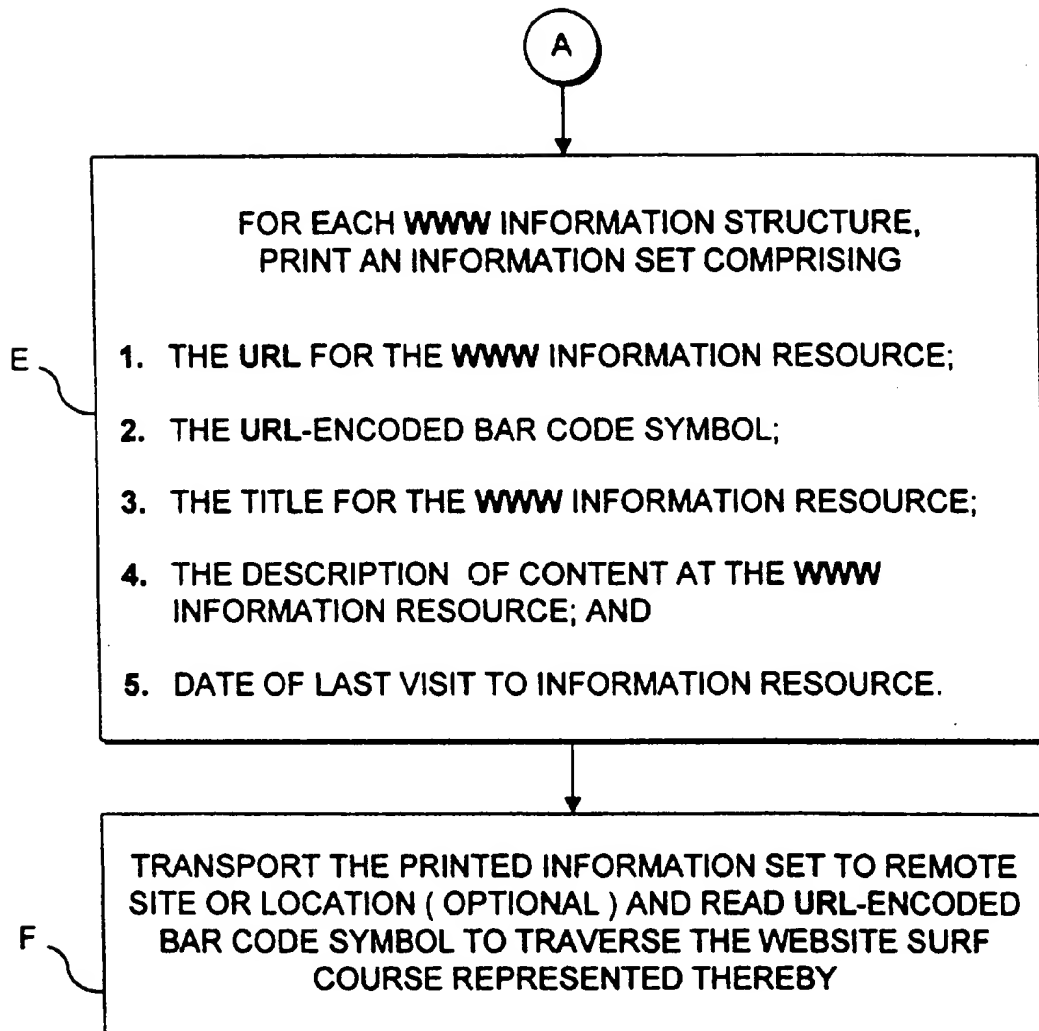 A
FOR EACH WWW INFORMATION STRUCTURE,
PRINT AN INFORMATION SET COMPRISING
E
1. THE URL FOR THE WWW INFORMATION RESOURCE;
2. THE URL-ENCODED BAR CODE SYMBOL;
3. THE TITLE FOR THE WWW INFORMATION RESOURCE;
4. THE DESCRIPTION OF CONTENT AT THE WWW
INFORMATION RESOURCE; AND
5. DATE OF LAST VISIT TO INFORMATION RESOURCE.
F
TRANSPORT THE PRINTED INFORMATION SET TO REMOTE
SITE OR LOCATION ( OPTIONAL ) AND READ URL-ENCODED
BAR CODE SYMBOL TO TRAVERSE THE WEBSITE SURF
COURSE REPRESENTED THEREBY